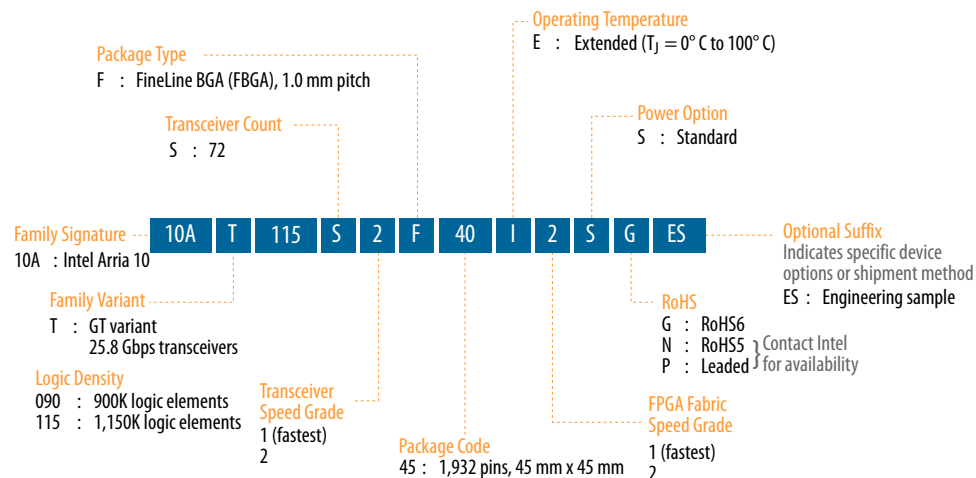 Operating Temperature
E : Extended (TJ = 0° C to 100° C)
Package Type
F : FineLine BGA (FBGA), 1.0 mm pitch
Power Option
S : Standard
Transceiver Count
S : 72
10A T 115 S 2 F 40 I 2 S G ES
Family Signature
10A : Intel Arria 10
Optional Suffix
Indicates specific device
options or shipment method
ES : Engineering sample
Family Variant
T : GT variant
25.8 Gbps transceivers
RoHS
G : RoHS6
N : RoHS5
P : Leaded
} Contact Intel
for availability
Logic Density
090 : 900K logic elements
115 : 1,150K logic elements
Transceiver
Speed Grade
1 (fastest)
2
Package Code
45 : 1,932 pins, 45 mm x 45 mm
FPGA Fabric
Speed Grade
1 (fastest)
2